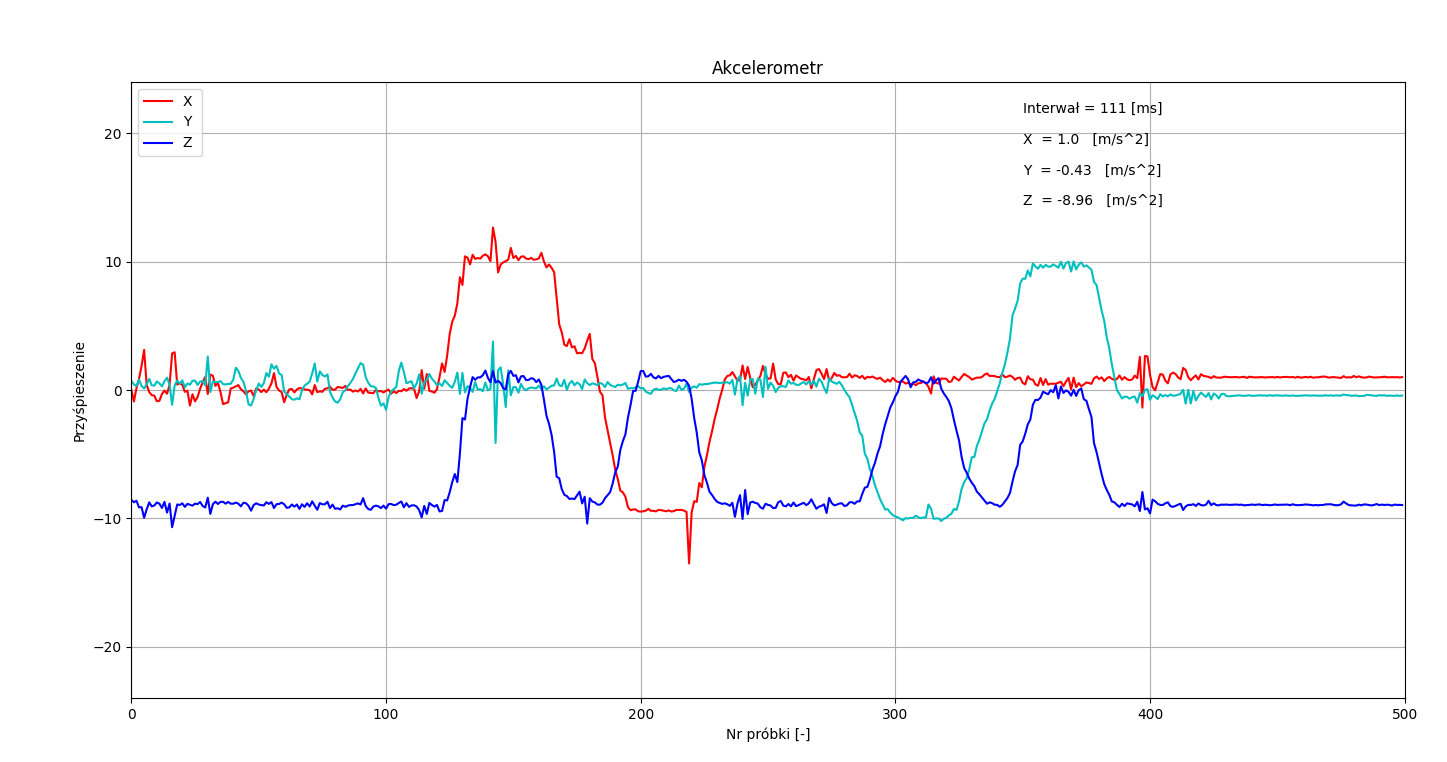 Akcelerometr
X
Y
Z
Interwał = 111 [ms]
X = 1.0 [m/s^2]
Y = -0.43 [m/s^2]
Z = -8.96 [m/s^2]
Przyśpieszenie
20
10
0
−10
−20
0 100 200 300 400 500
Nr próbki [-]